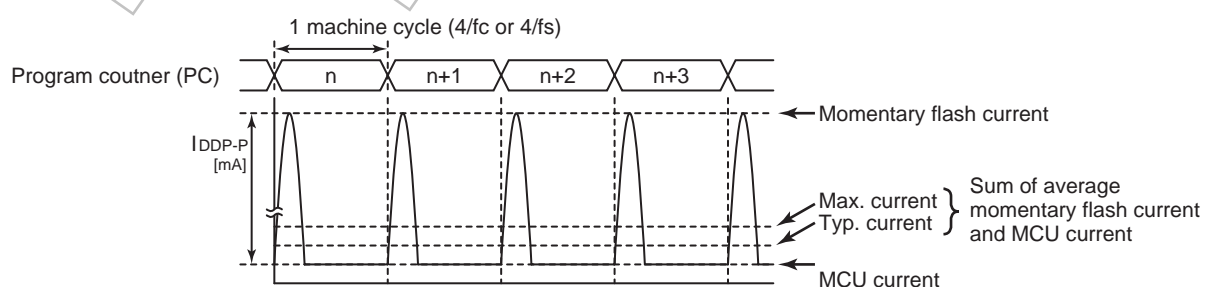 1 machine cycle (4/fc or 4/fs)
Program coutner (PC)
n
n+1
n+2
n+3
Momentary flash current
IDDP-P
[mA]
Max. current
Typ. current
Sum of average
momentary flash current
and MCU current
MCU current